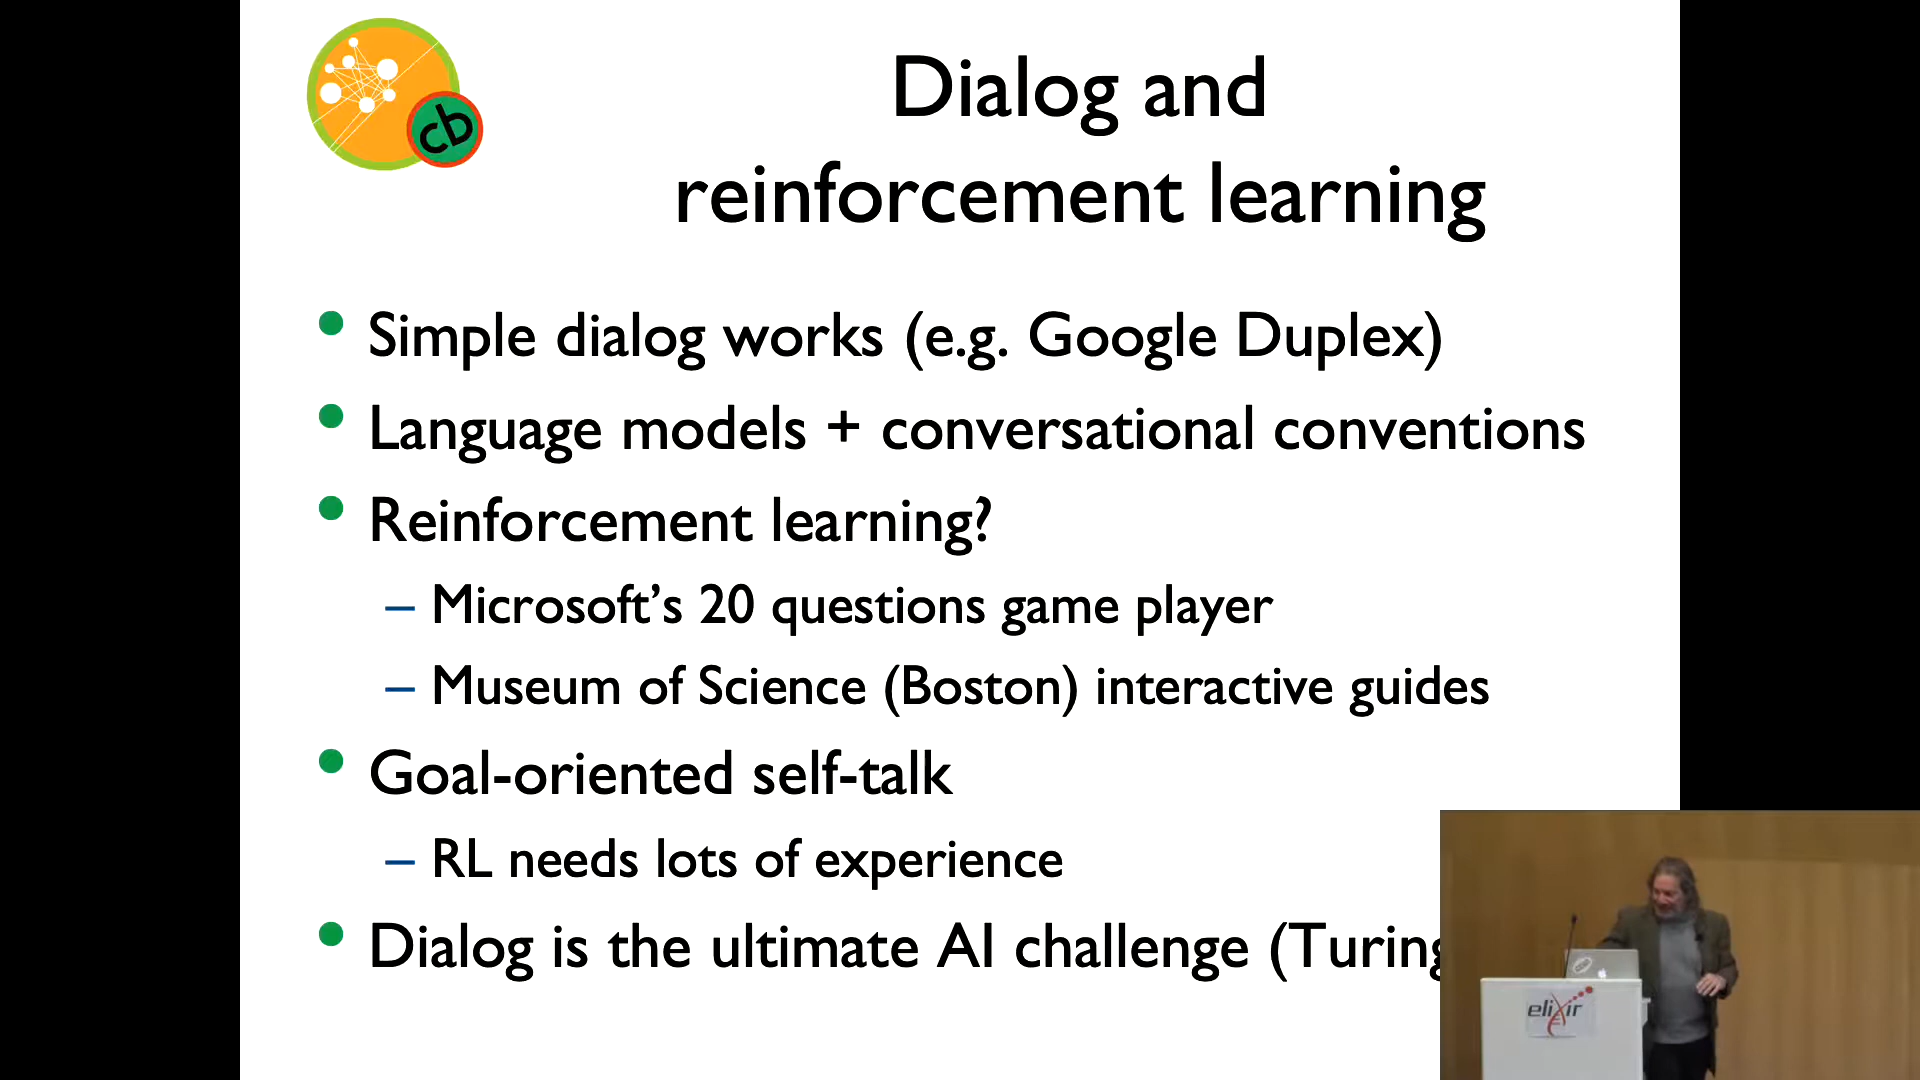 cb
Dialog and
reinforcement learning
• Simple dialog works (e.g. Google Duplex)
• Language models + conversational conventions
• Reinforcement learning?
– Microsoft’s 20 questions game player
– Museum of Science (Boston) interactive guides
• Goal-oriented self-talk
– RL needs lots of experience
• Dialog is the ultimate AI challenge (Turing
elixir